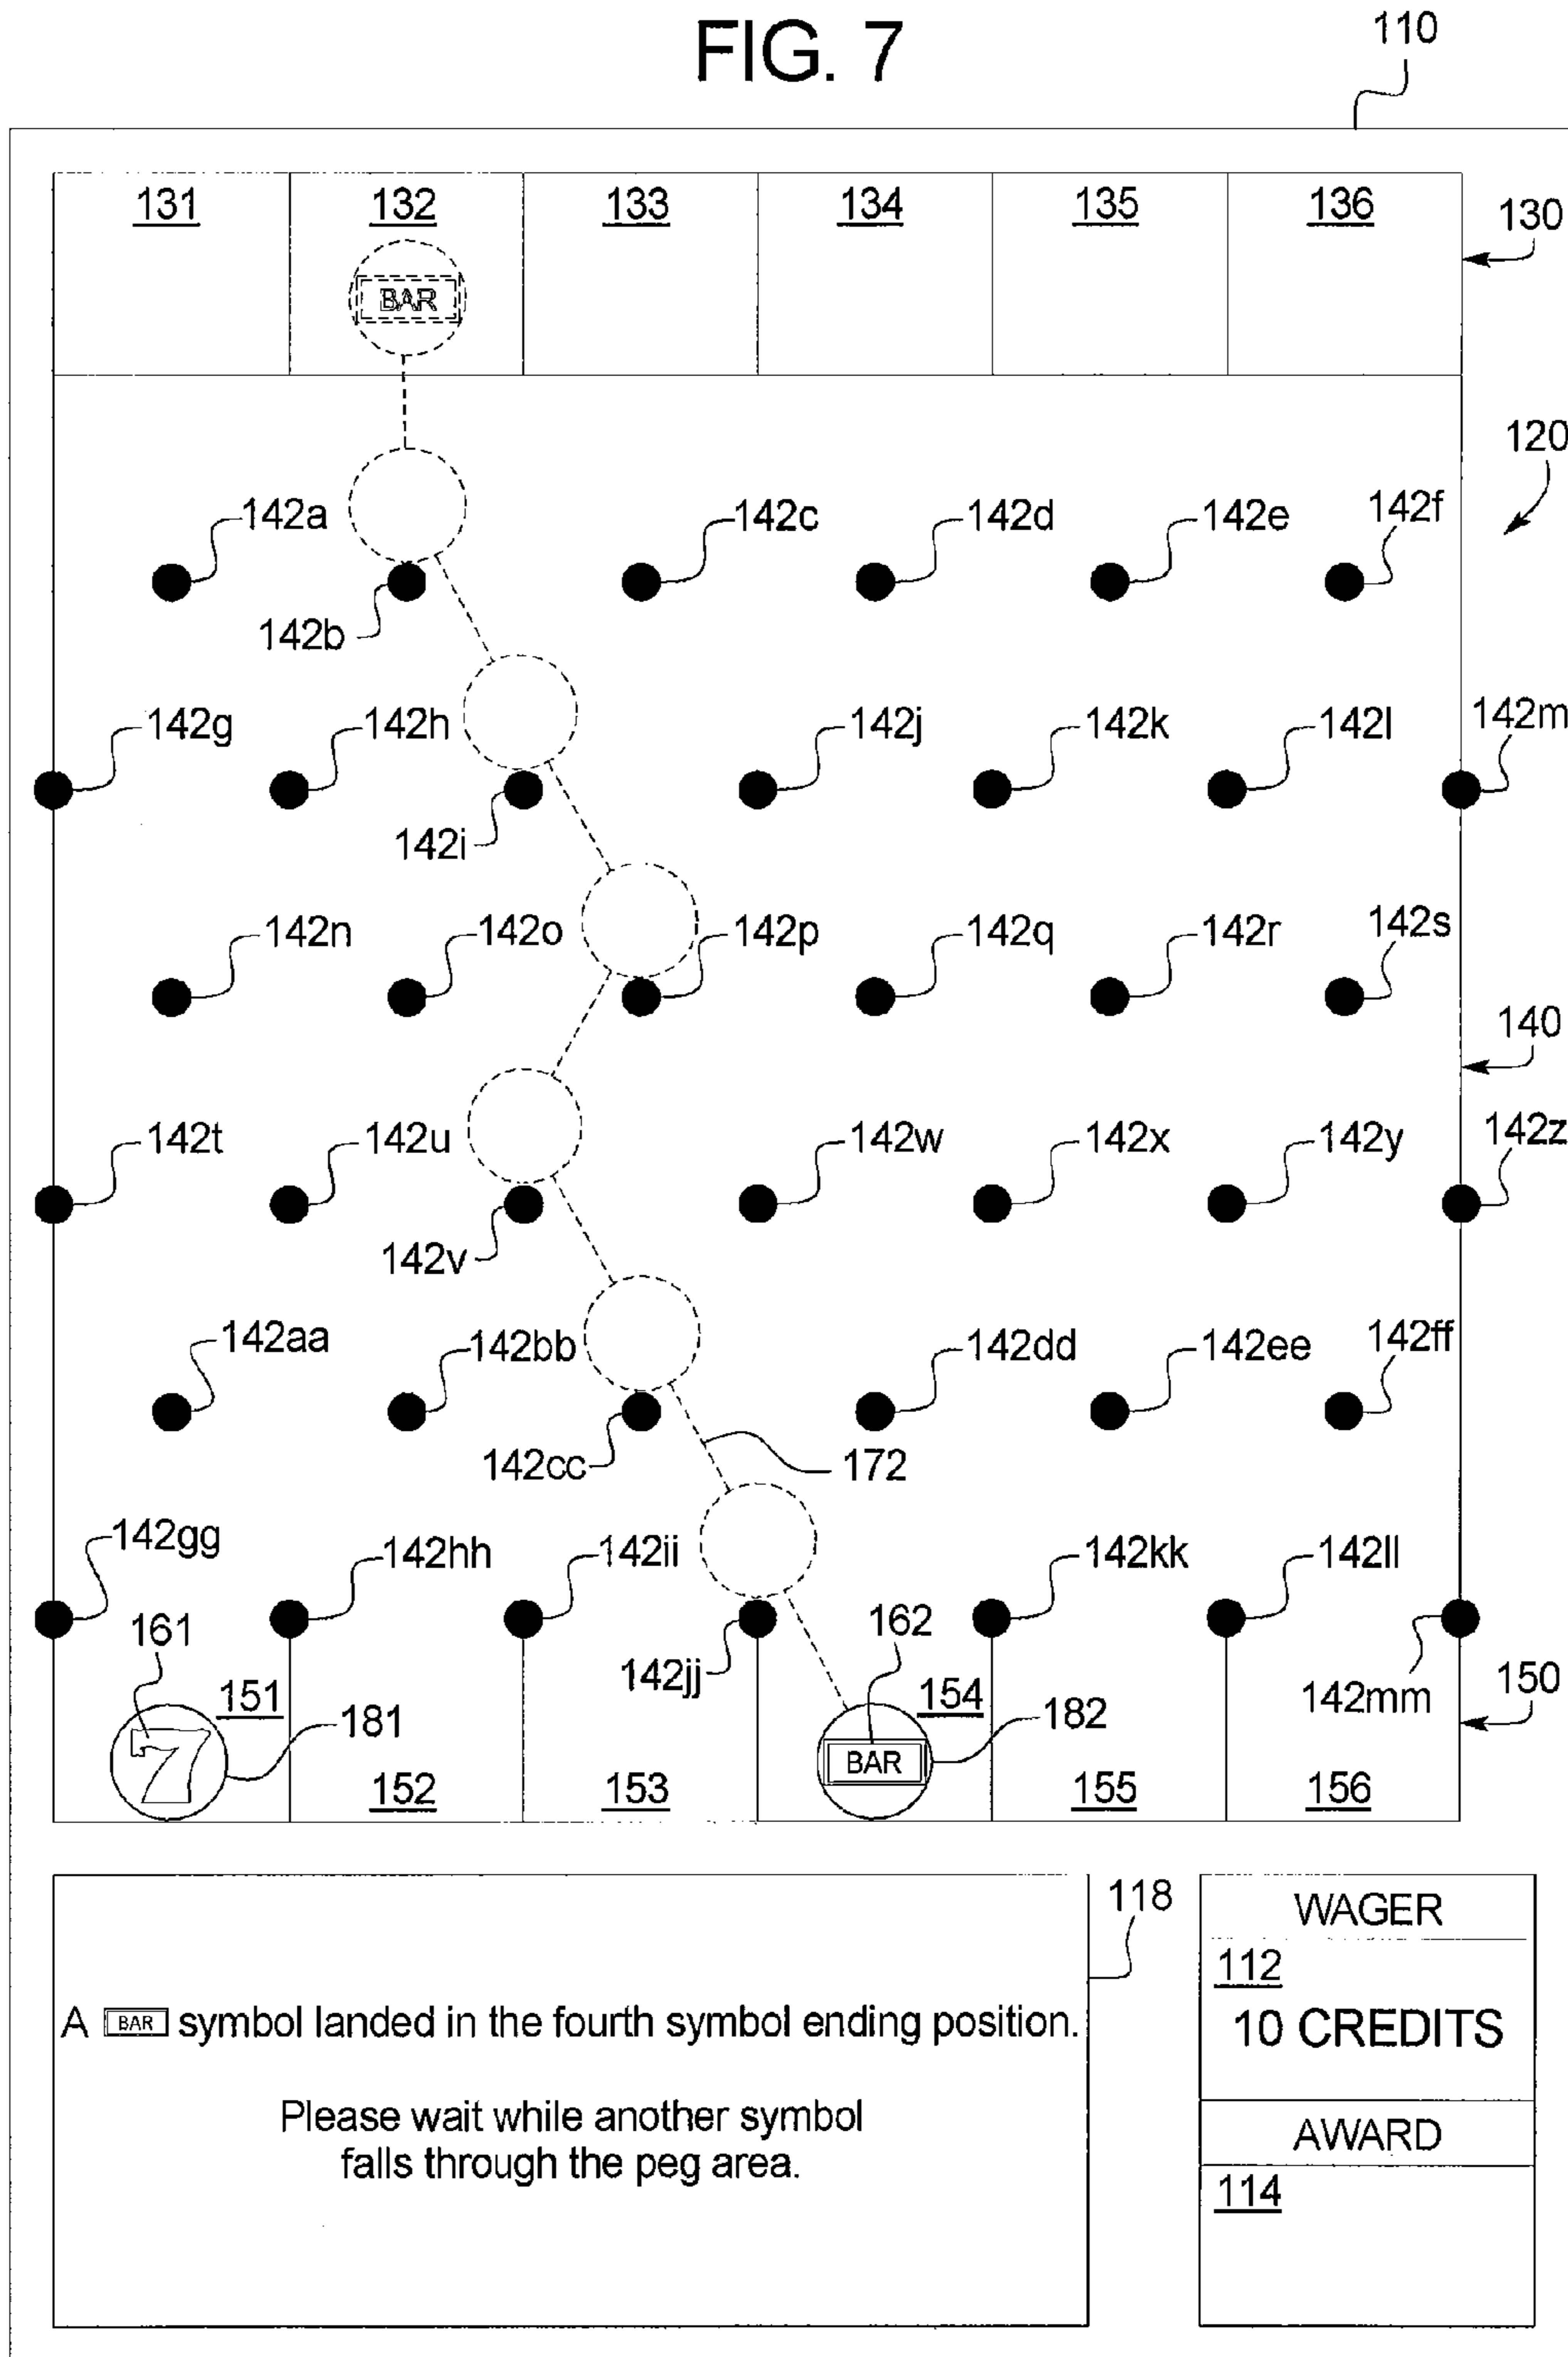 FIG. 7
110
131 132 133 134 135 136
130
BAR
120
142a 142c 142d 142e 142f
142b
142g 142h 142j 142k 142l 142m
142i
142n 142o 142p 142q 142r 142s
140
142t 142u 142w 142x 142y 142z
142v
142aa 142bb 142dd 142ee 142ff
142cc 172
142gg 142hh 142ii 142kk 142ll
161 162
142jj
151 154 142mm 150
181 182
7 BAR
152 153 155 156
118
WAGER
112
A BAR symbol landed in the fourth symbol ending position.
10 CREDITS
Please wait while another symbol
falls through the peg area.
AWARD
114